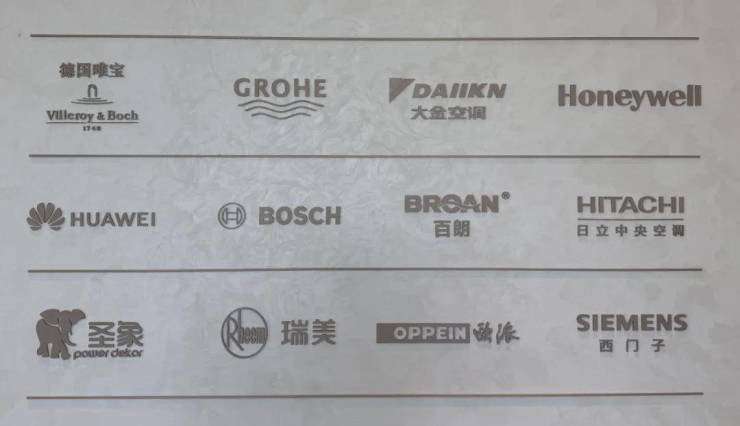 德国唯宝
Villeroy & Boch
1748
GROHE
DAIIKN
大金空调
Honeywell
HUAWEI
BOSCH
BROAN®
百朗
HITACHI
日立中央空调
圣象
power dekor
Rheem
瑞美
OPPEIN 欧派
SIEMENS
西门子